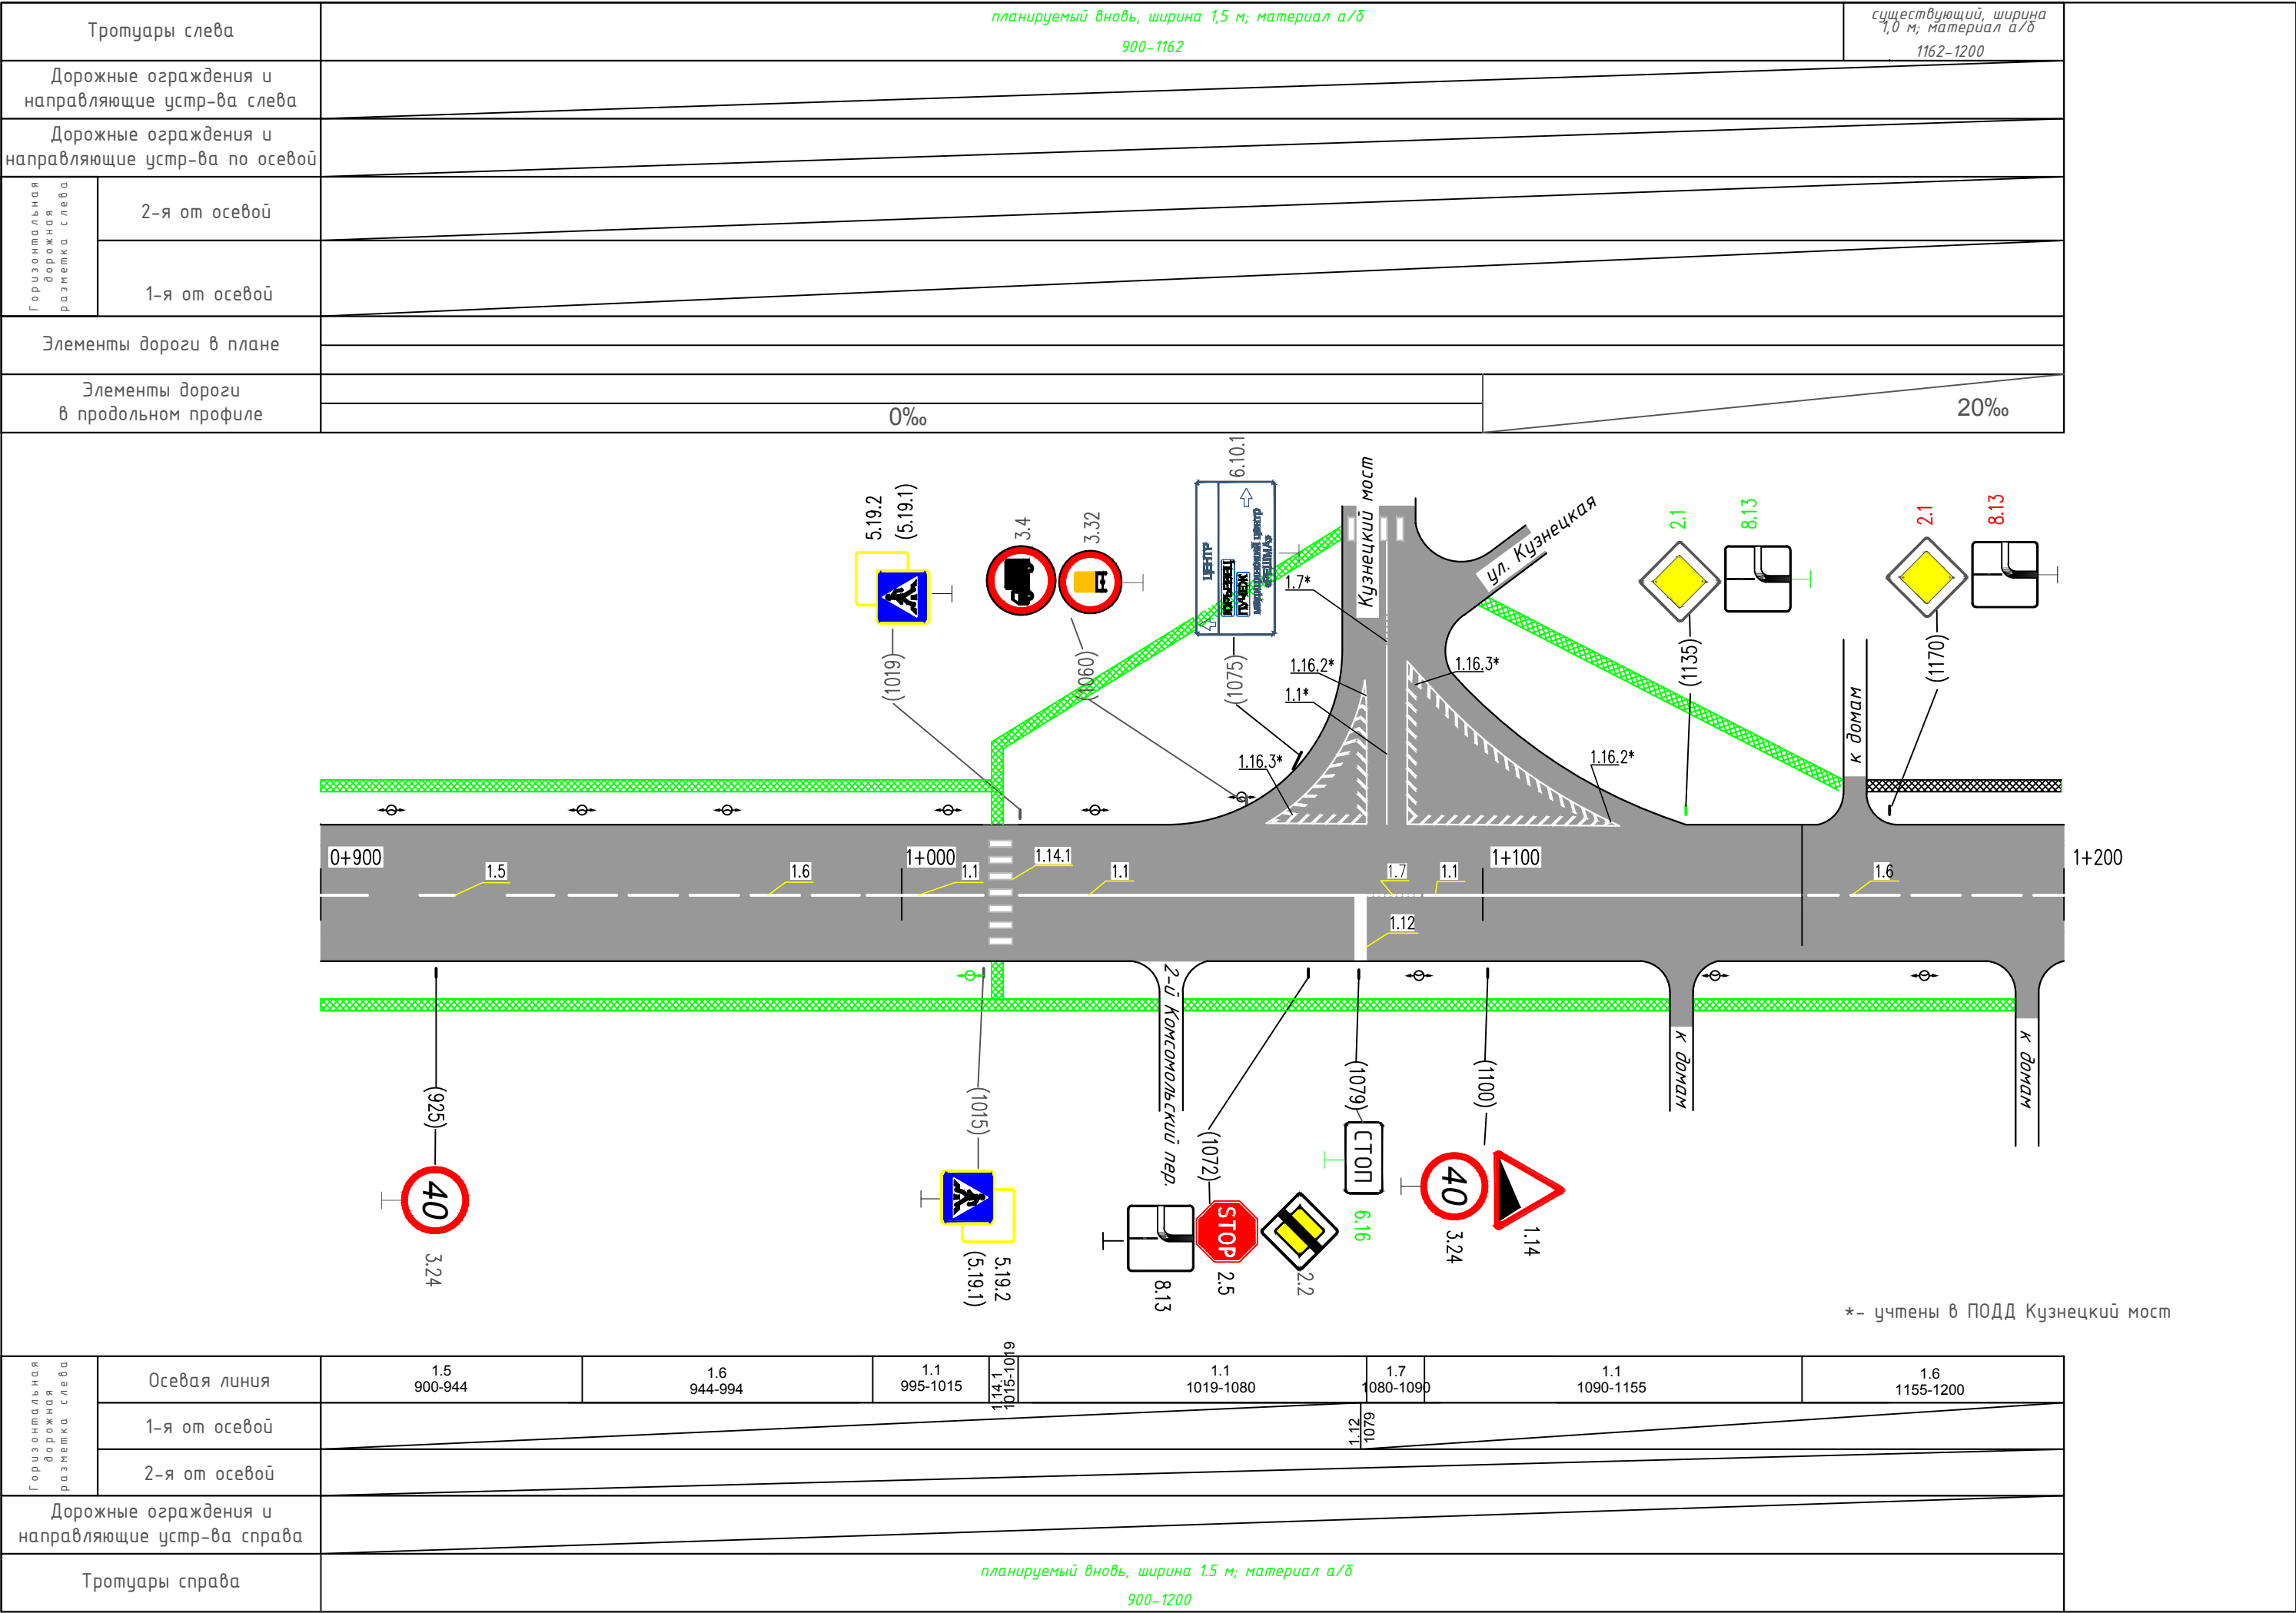 Тротуары слева
планируемый вновь, ширина 1,5 м; материал а/б
900-1162
существующий, ширина
1,0 м; материал а/б
1162-1200
Дорожные ограждения и
направляющие устр-ва слева
Дорожные ограждения и
направляющие устр-ва по осевой
Горизонтальная
дорожная
разметка слева
2-я от осевой
1-я от осевой
Элементы дороги в плане
Элементы дороги
в продольном профиле
0‰
20‰
5.19.2
(5.19.1)
3.4
3.32
6.10.1
ЦЕНТР
ЮРЬЕВЕЦ
ПУЧЕЖ
медицинский центр
«РЕШМА»
Кузнецкий мост
ул. Кузнецкая
2.1
8.13
2.1
8.13
(1019)
(1060)
(1075)
(1135)
(1170)
1.7*
1.16.2*
1.1*
1.16.3*
1.16.3*
1.16.2*
к домам
0+900
1+000
1+100
1+200
1.5
1.6
1.1
1.14.1
1.1
1.7
1.1
1.6
1.12
2-й Комсомольский пер.
к домам
к домам
(925)
(1015)
(1072)
(1079)
(1100)
40
3.24
5.19.2
(5.19.1)
8.13
STOP
2.5
2.2
СТОП
6.16
40
3.24
1.14
*- учтены в ПОДД Кузнецкий мост
Горизонтальная
дорожная
разметка слева
Осевая линия
1.5
900-944
1.6
944-994
1.1
995-1015
1.14.1
1015-1019
1.1
1019-1080
1.7
1080-1090
1.1
1090-1155
1.6
1155-1200
1-я от осевой
1.12
1079
2-я от осевой
Дорожные ограждения и
направляющие устр-ва справа
Тротуары справа
планируемый вновь, ширина 1.5 м; материал а/б
900-1200